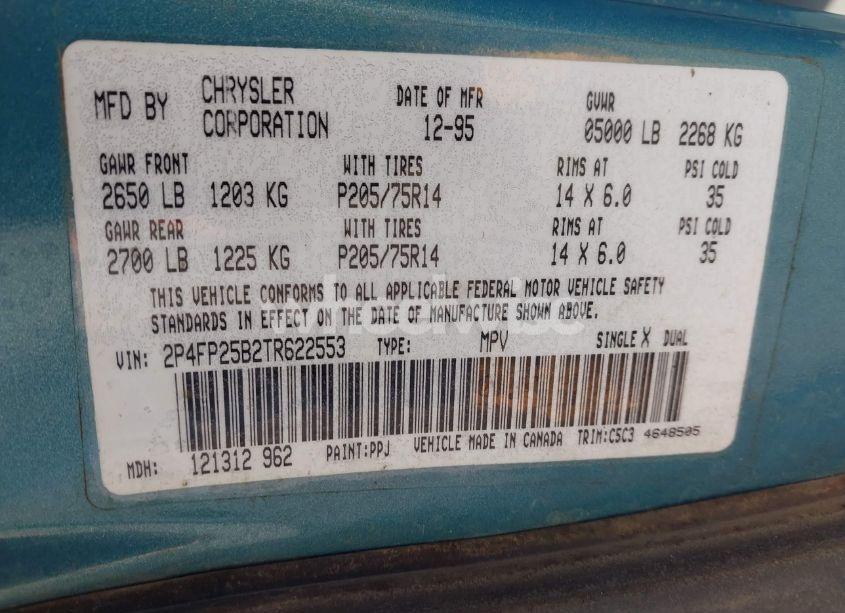 MFD BY CHRYSLER CORPORATION DATE OF MFR 12-95 GVWR 05000 LB 2268 KG
GAWR FRONT WITH TIRES RIMS AT PSI COLD
2650 LB 1203 KG P205/75R14 14 X 6.0 35
GAWR REAR WITH TIRES RIMS AT PSI COLD
2700 LB 1225 KG P205/75R14 14 X 6.0 35
THIS VEHICLE CONFORMS TO ALL APPLICABLE FEDERAL MOTOR VEHICLE SAFETY
STANDARDS IN EFFECT ON THE DATE OF MANUFACTURE SHOWN ABOVE.
VIN: 2P4FP25B2TR622553 TYPE: MPV SINGLE X DUAL
MDH: 121312 962 PAINT:PPJ VEHICLE MADE IN CANADA TRIM:C5C3 4648505